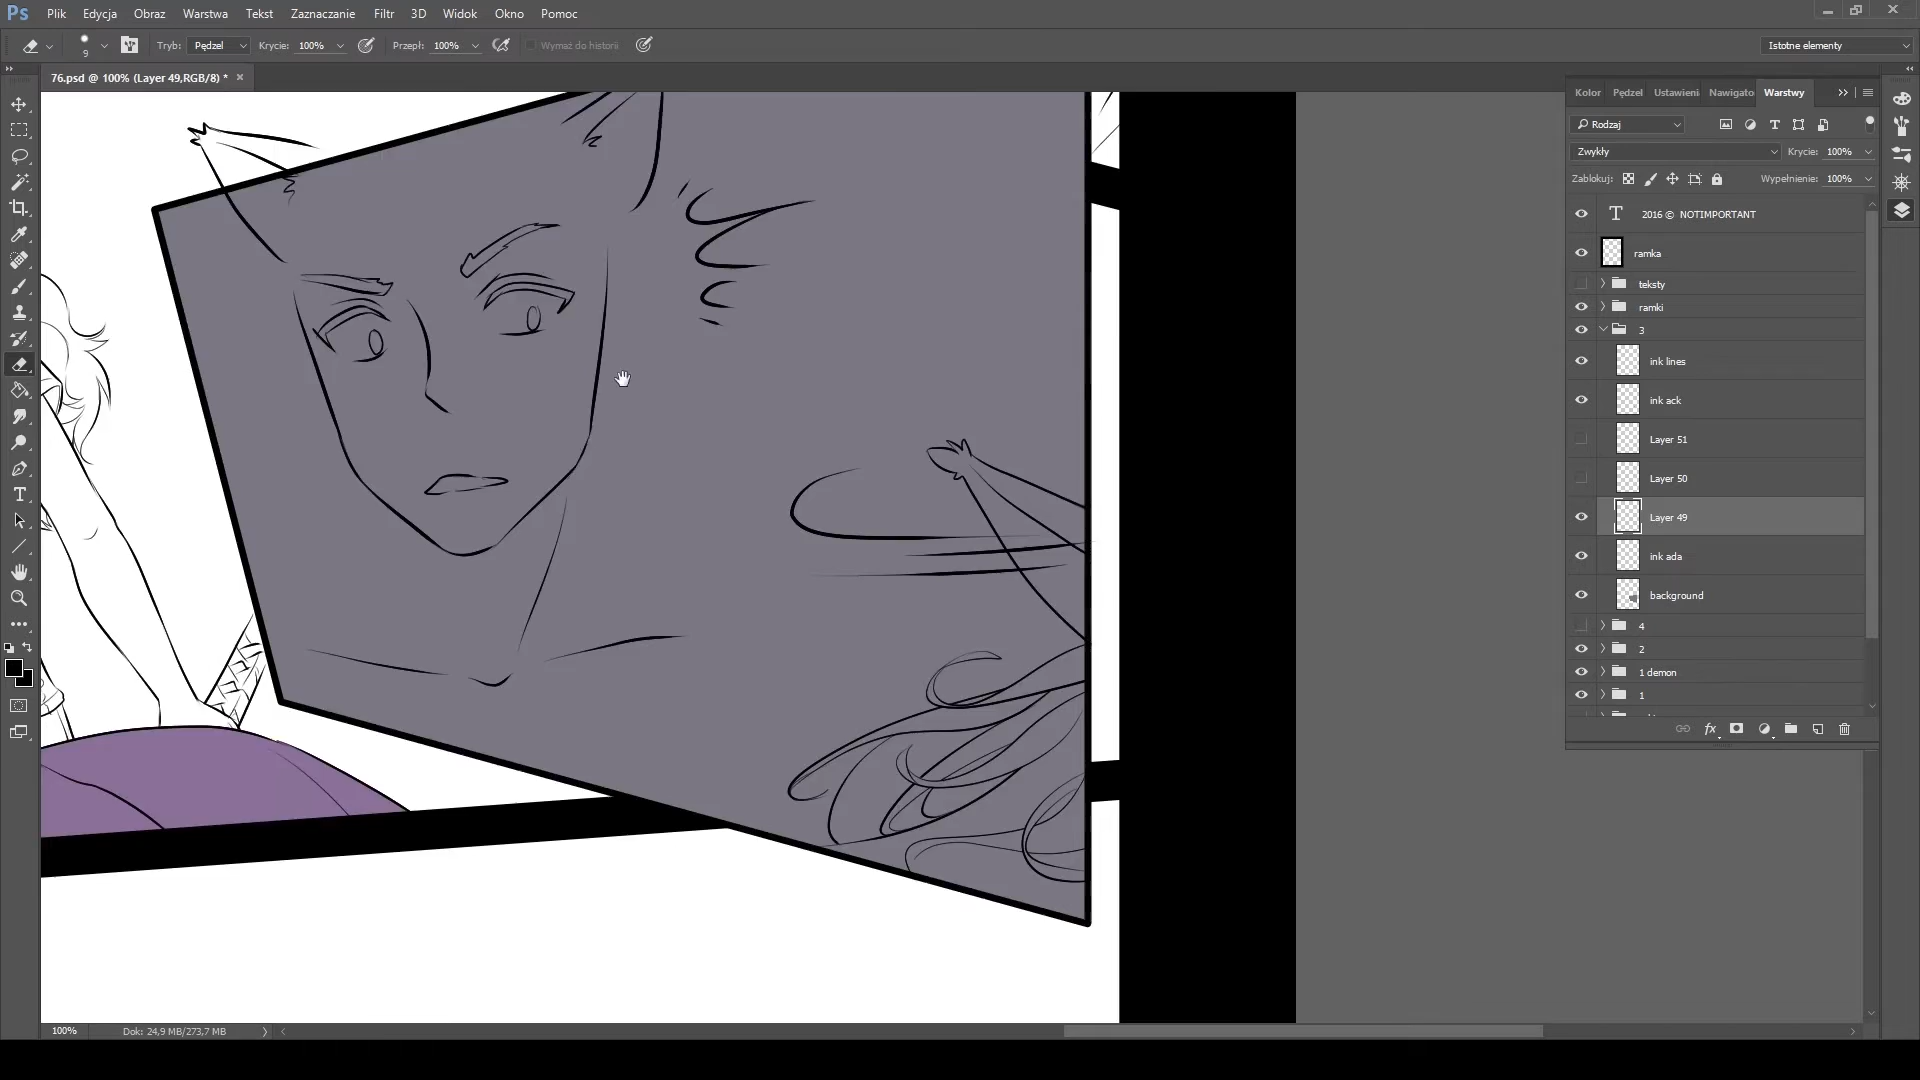 Ps Plik Edycja Obraz Warstwa Tekst Zaznaczanie Filtr 3D Widok Okno Pomoc
9 Tryb: Pędzel Krycie: 100% Przepł: 100% Wymaż do historii Istotne elementy
76.psd @ 100% (Layer 49,RGB/8) * ×
Kolor Pędzel Ustawieni Nawigato Warstwy
Rodzaj
Zwykły Krycie: 100%
Zablokuj: Wypełnienie: 100%
2016 © NOTIMPORTANT
ramka
teksty
ramki
3
ink lines
ink ack
Layer 51
Layer 50
Layer 49
ink ada
background
4
2
1 demon
1
fx
100% Dok: 24,9 MB/273,7 MB